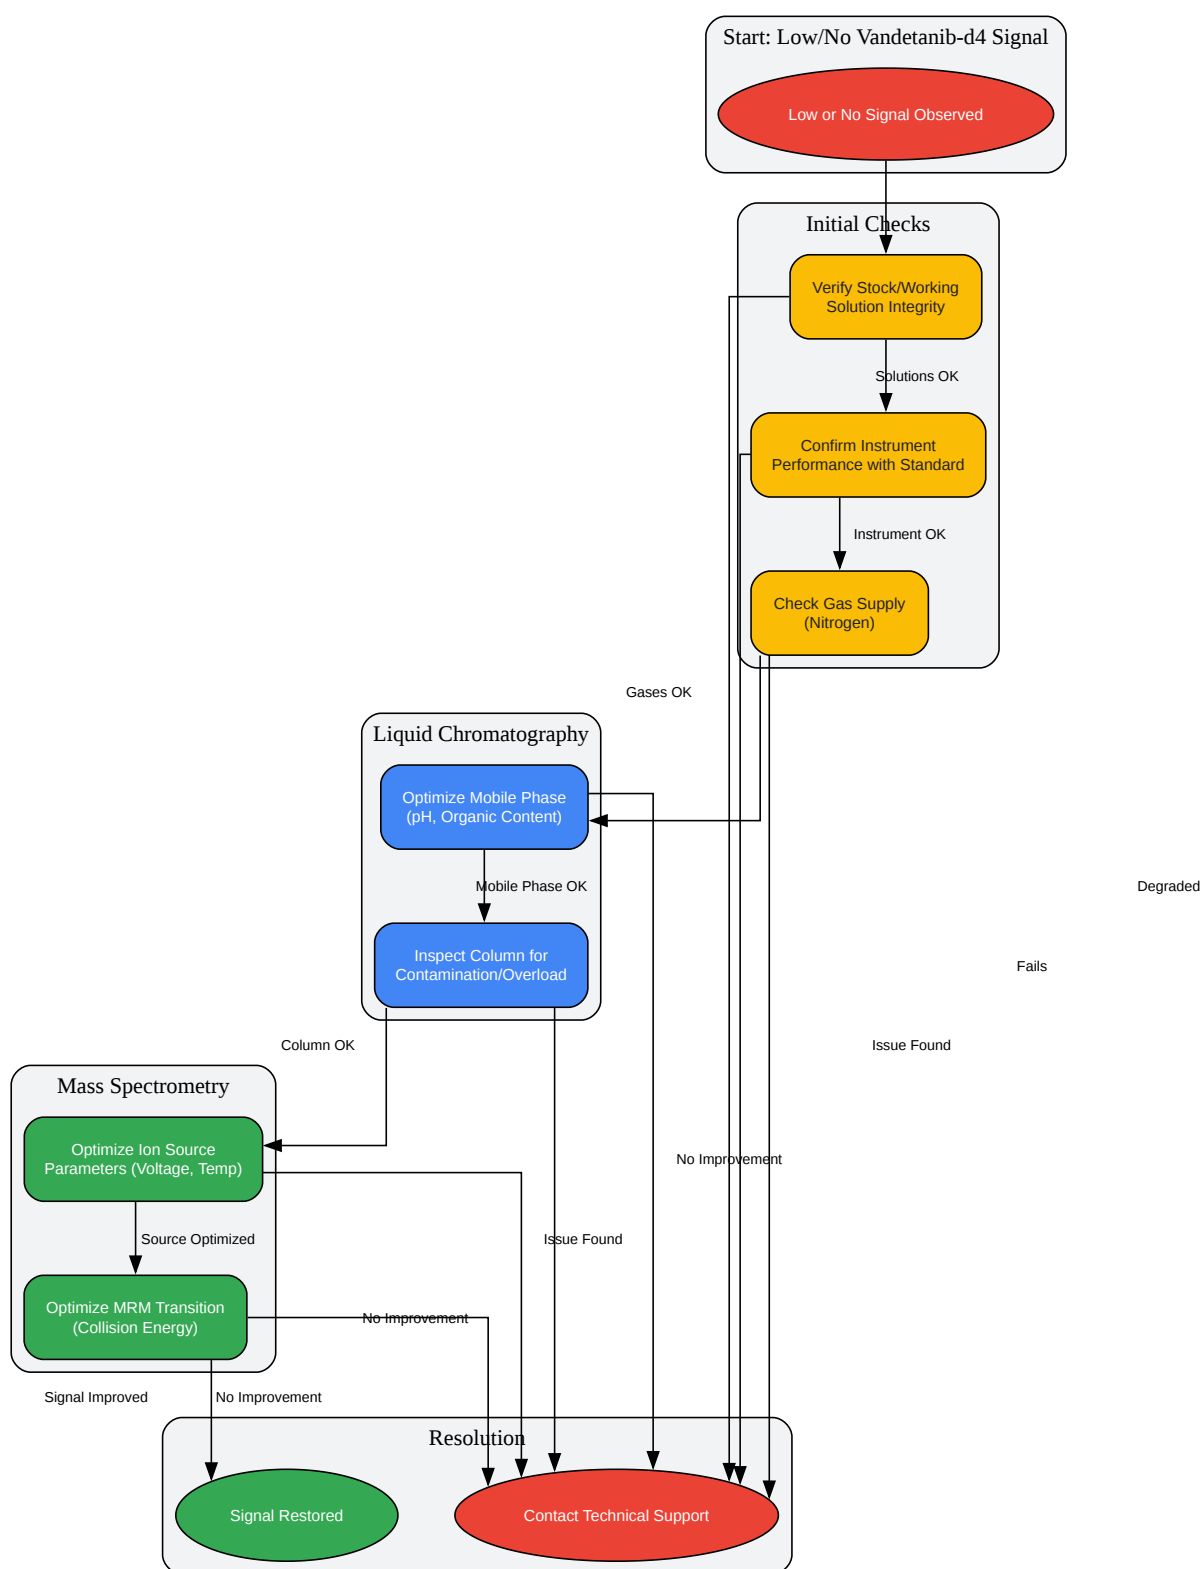 Start: Low/No Vandetanib-d4 Signal
Low or No Signal Observed
Initial Checks
Verify Stock/Working
Solution Integrity
Solutions OK
Confirm Instrument
Performance with Standard
Instrument OK
Check Gas Supply
(Nitrogen)
Gases OK
Liquid Chromatography
Optimize Mobile Phase
(pH, Organic Content)
Mobile Phase OK
Degraded
Inspect Column for
Contamination/Overload
Fails
Column OK
Issue Found
Mass Spectrometry
Optimize Ion Source
Parameters (Voltage, Temp)
No Improvement
Source Optimized
Issue Found
Optimize MRM Transition
(Collision Energy)
No Improvement
Signal Improved
No Improvement
Resolution
Signal Restored
Contact Technical Support